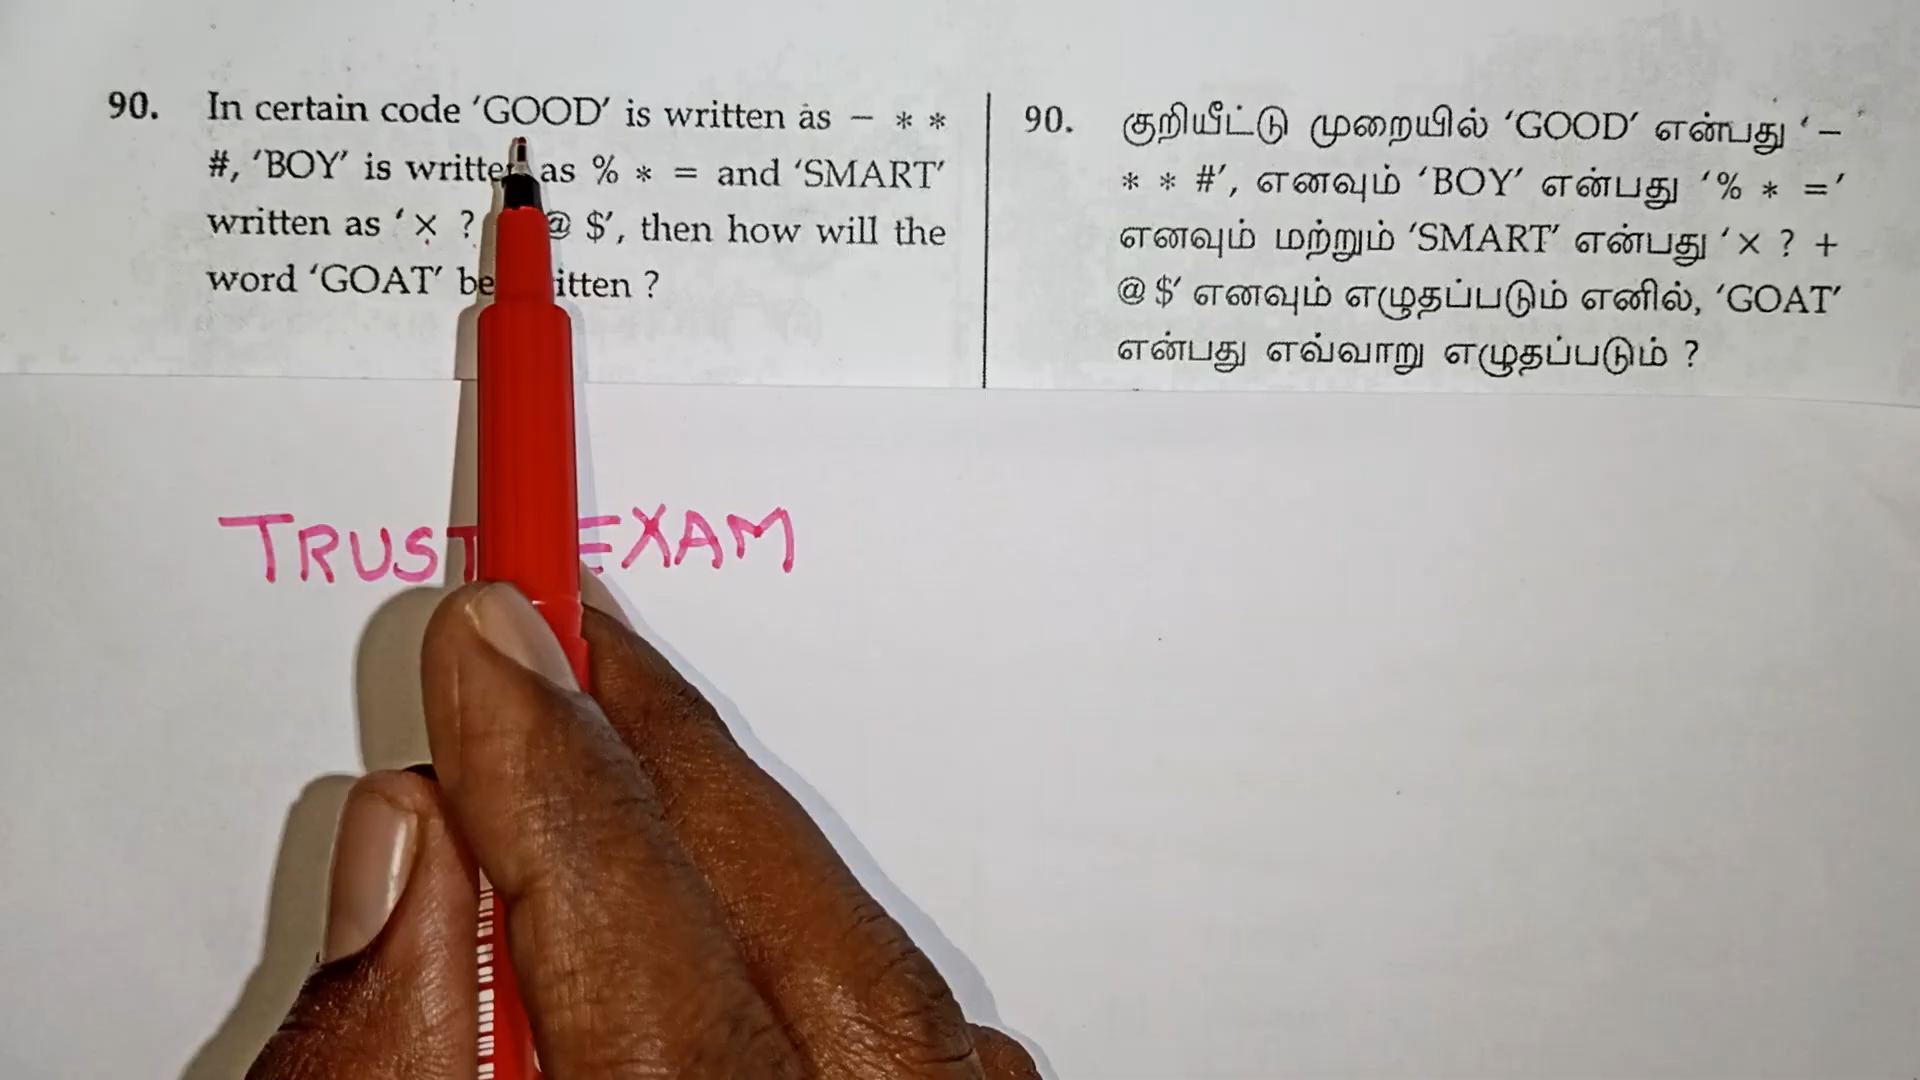 90. In certain code 'GOOD' is written as − * *
#, 'BOY' is written as % * = and 'SMART'
written as ' × ? @ $', then how will the
word 'GOAT' be itten ?
90. குறியீட்டு முறையில் 'GOOD' என்பது ' −
* * #', எனவும் 'BOY' என்பது '% * ='
எனவும் மற்றும் 'SMART' என்பது ' × ? +
@ $' எனவும் எழுதப்படும் எனில், 'GOAT'
என்பது எவ்வாறு எழுதப்படும் ?
TRUST EXAM